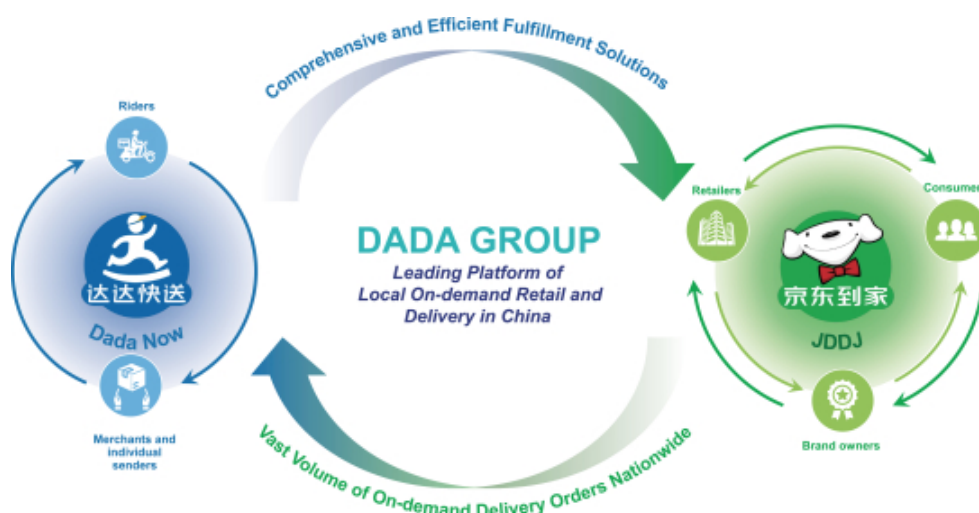 Comprehensive and Efficient Fulfillment Solutions
Riders
达达快送
Dada Now
Merchants and
individual
senders
DADA GROUP
Leading Platform of
Local On-demand Retail and
Delivery in China
Retailers
Consumer
京东到家
JDDJ
Brand owners
Vast Volume of On-demand Delivery Orders Nationwide